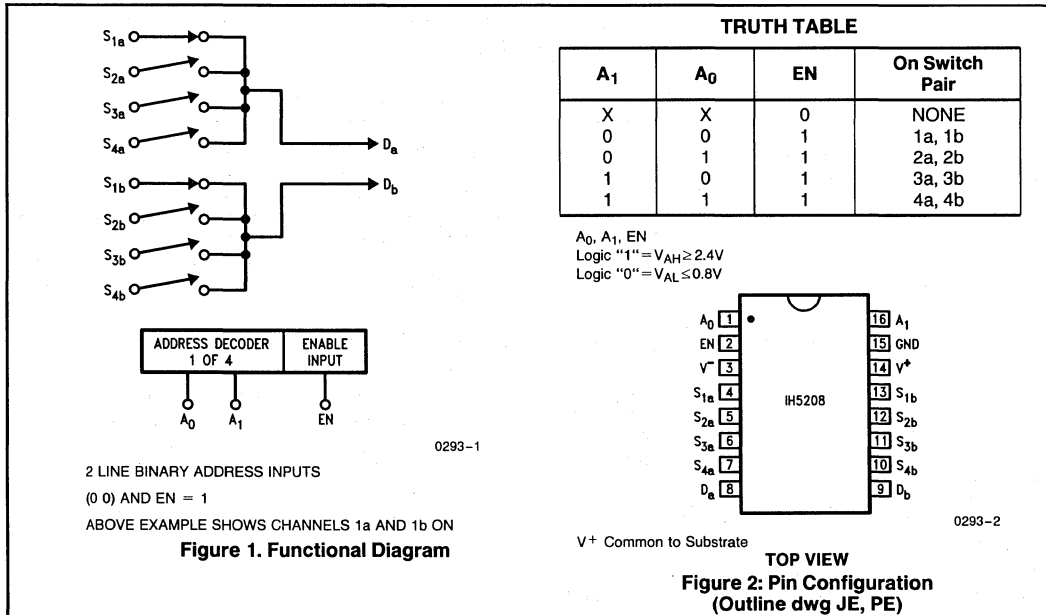 S1a
S2a
S3a
S4a
Da
S1b
Db
S2b
S3b
S4b
ADDRESS DECODER
1 OF 4
ENABLE
INPUT
A0 A1 EN
0293-1
2 LINE BINARY ADDRESS INPUTS
(0 0) AND EN = 1
ABOVE EXAMPLE SHOWS CHANNELS 1a AND 1b ON
Figure 1. Functional Diagram
TRUTH TABLE
A1 A0 EN On Switch Pair
X X 0 NONE
0 0 1 1a, 1b
0 1 1 2a, 2b
1 0 1 3a, 3b
1 1 1 4a, 4b
A0, A1, EN
Logic "1"=VAH≥2.4V
Logic "0"=VAL≤0.8V
A0 1 16 A1
EN 2 15 GND
V- 3 14 V+
S1a 4 13 S1b
IH5208
S2a 5 12 S2b
S3a 6 11 S3b
S4a 7 10 S4b
Da 8 9 Db
0293-2
V+ Common to Substrate
TOP VIEW
Figure 2: Pin Configuration
(Outline dwg JE, PE)